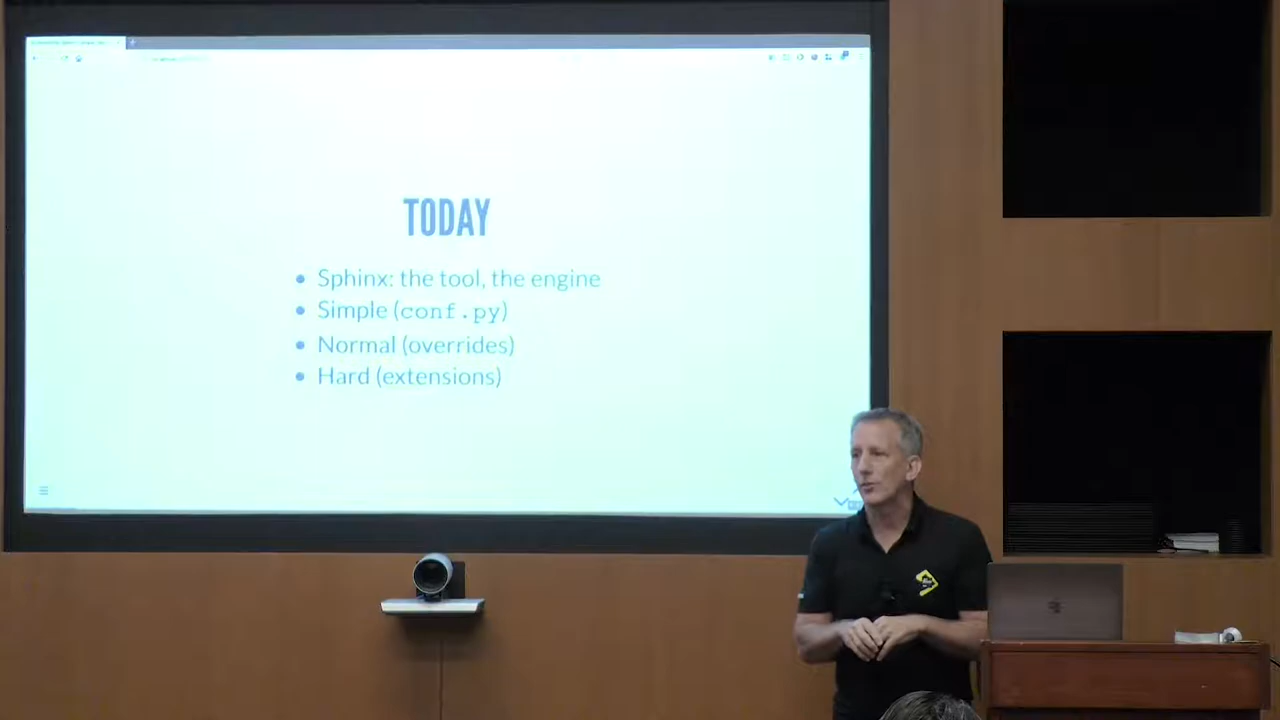 TODAY
Sphinx: the tool, the engine
Simple (conf.py)
Normal (overrides)
Hard (extensions)